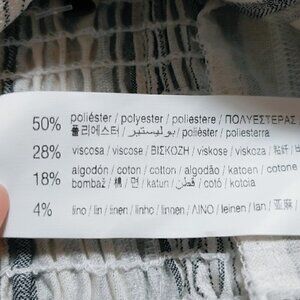 50% poliéster / polyester / poliestere / ΠΟΛΥΕΣΤΕΡΑΣ
폴리에스터 / بوليستير / poliéster / poliesterra
28% viscosa / viscose / ΒΙΣΚΟΖΗ / viskose / viskoza / 粘纤
18% algodón / coton / cotton / algodão / katoen / cotone
bombaž / 棉 / 면 / katun / قطن / cotó / kotoia
4% lino / lin / linen / linho / linnen / ΛΙΝΟ / leinen / lan / 亚麻